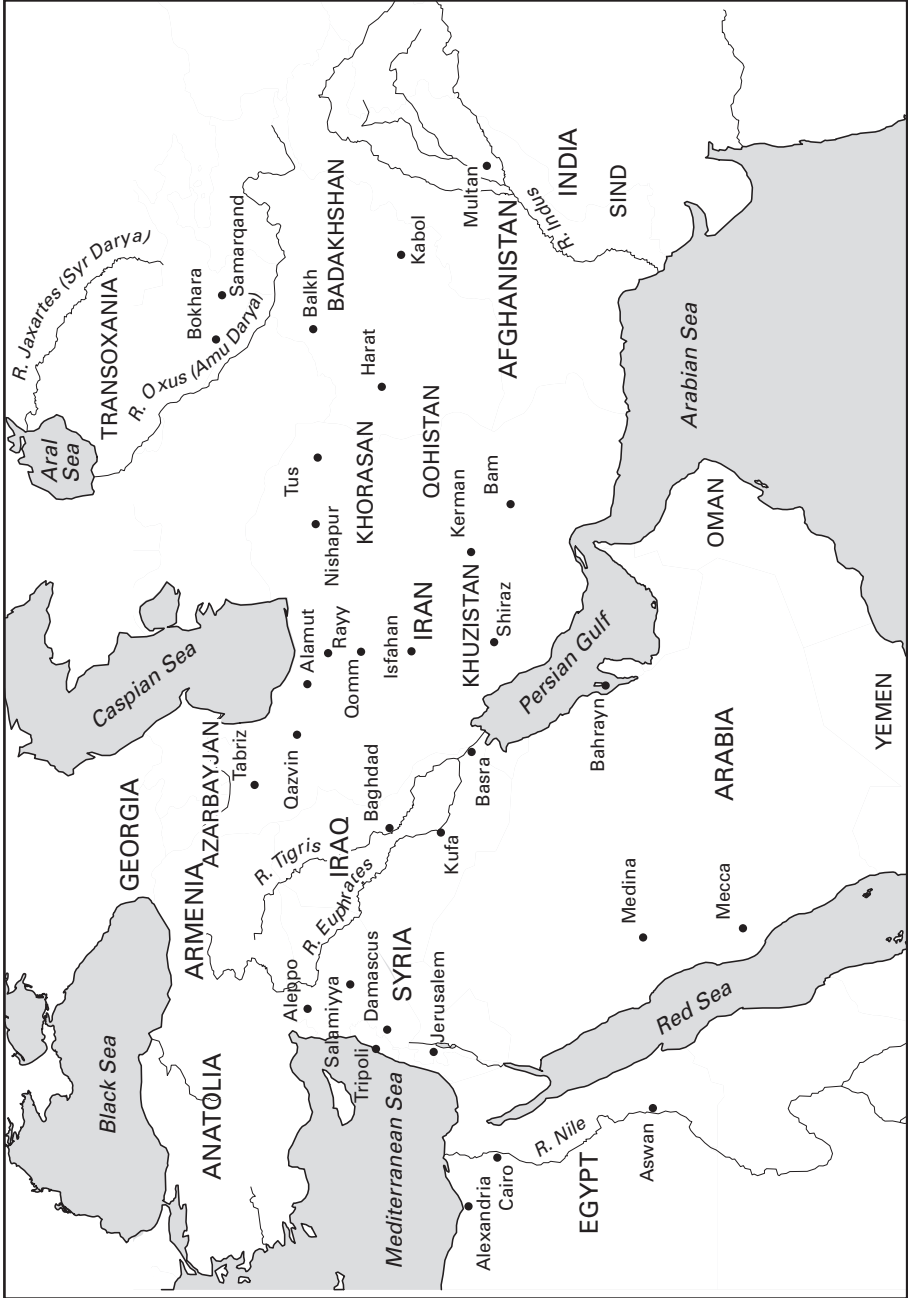 Black Sea
GEORGIA
Caspian Sea
Aral
Sea
R. Jaxartes (Syr Darya)
TRANSOXANIA
R. Oxus (Amu Darya)
Bokhara
Samarqand
ANATOLIA
ARMENIA
AZARBAYJAN
Tabriz
Qazvin
Alamut
Rayy
Qomm
Nishapur
Tus
KHORASAN
Harat
Balkh
BADAKHSHAN
Kabol
Mediterranean Sea
Aleppo
Salamiyya
Tripoli
Damascus
SYRIA
Jerusalem
R. Tigris
IRAQ
R. Euphrates
Baghdad
Kufa
Basra
Isfahan
IRAN
KHUZISTAN
Shiraz
QOHISTAN
Kerman
Bam
AFGHANISTAN
Multan
R. Indus
INDIA
SIND
Alexandria
Cairo
R. Nile
EGYPT
Aswan
Red Sea
Medina
Mecca
ARABIA
Bahrayn
Persian Gulf
OMAN
Arabian Sea
YEMEN